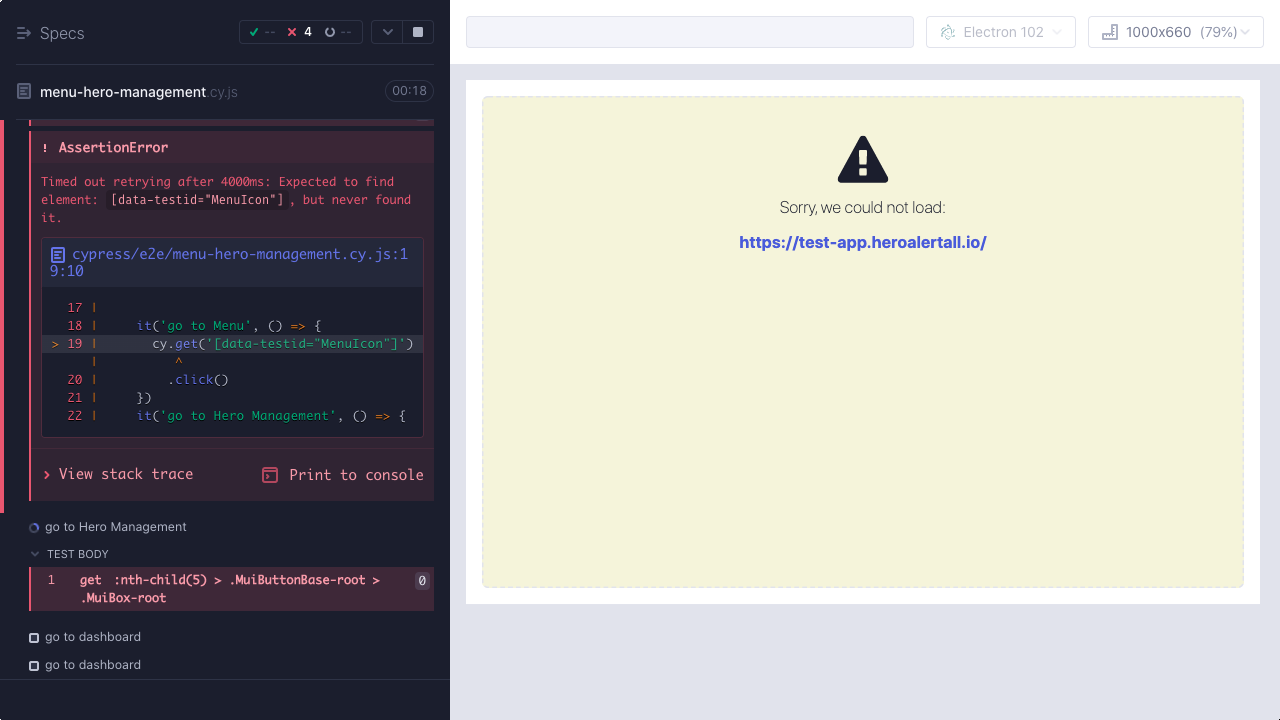 Specs
--
4
--
menu-hero-management.cy.js
00:18
! AssertionError
Timed out retrying after 4000ms: Expected to find
element: [data-testid="MenuIcon"], but never found
it.
cypress/e2e/menu-hero-management.cy.js:1
9:10
17 |
18 |     it('go to Menu', () => {
> 19 |       cy.get('[data-testid="MenuIcon"]')
|          ^
20 |         .click()
21 |     })
22 |     it('go to Hero Management', () => {
View stack trace
Print to console
go to Hero Management
TEST BODY
1 get :nth-child(5) > .MuiButtonBase-root >
.MuiBox-root
0
go to dashboard
go to dashboard
Electron 102
1000x660 (79%)
Sorry, we could not load:
https://test-app.heroalertall.io/